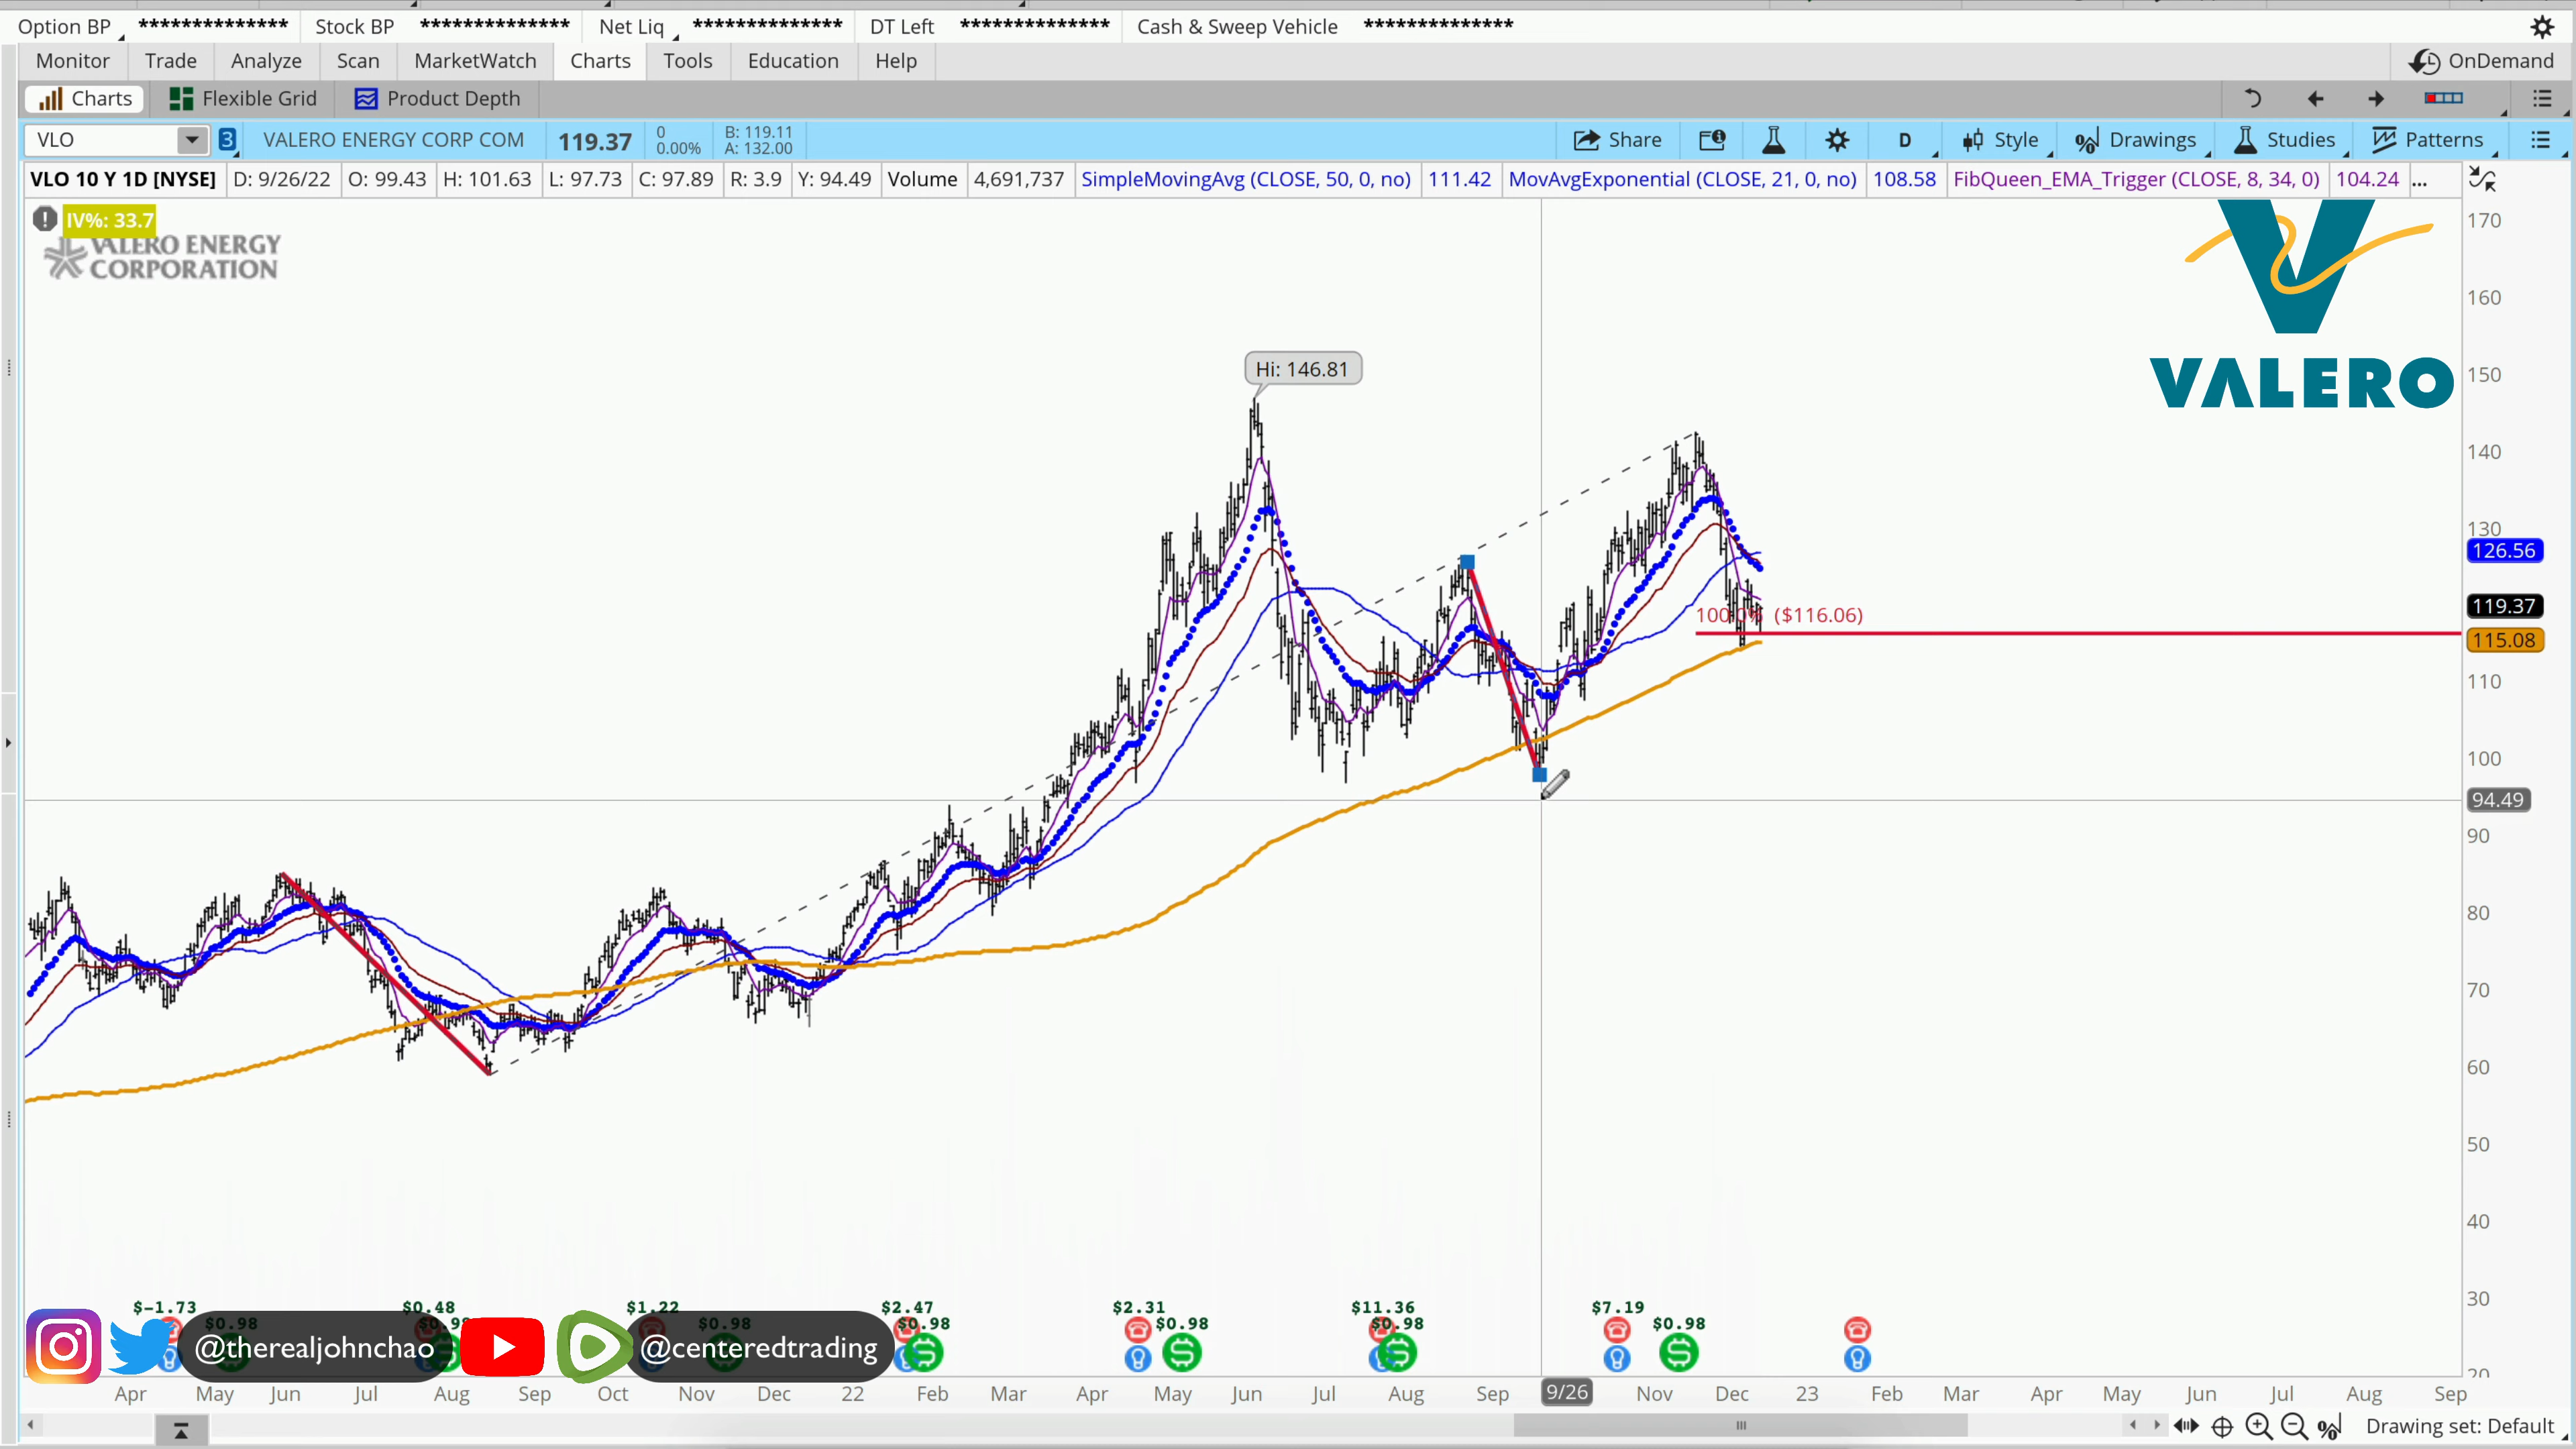 Option BP ************** Stock BP ************** Net Liq ************** DT Left ************** Cash & Sweep Vehicle **************
Monitor Trade Analyze Scan MarketWatch Charts Tools Education Help OnDemand
Charts Flexible Grid Product Depth
VLO 3 VALERO ENERGY CORP COM 119.37 0 0.00% B: 119.11 A: 132.00 Share D Style Drawings Studies Patterns
VLO 10 Y 1D [NYSE] D: 9/26/22 O: 99.43 H: 101.63 L: 97.73 C: 97.89 R: 3.9 Y: 94.49 Volume 4,691,737 SimpleMovingAvg (CLOSE, 50, 0, no) 111.42 MovAvgExponential (CLOSE, 21, 0, no) 108.58 FibQueen_EMA_Trigger (CLOSE, 8, 34, 0) 104.24 ...
IV%: 33.7
VALERO ENERGY
CORPORATION
VALERO
Hi: 146.81
100.0% ($116.06)
170
160
150
140
130
126.56
119.37
115.08
110
100
94.49
90
80
70
60
50
40
30
20
$-1.73 $0.48 $1.22 $2.47 $2.31 $11.36 $7.19
$0.98 $0.98 $0.98 $0.98 $0.98 $0.98 $0.98
@therealjohnchao @centeredtrading
Apr May Jun Jul Aug Sep Oct Nov Dec 22 Feb Mar Apr May Jun Jul Aug Sep 9/26 Nov Dec 23 Feb Mar Apr May Jun Jul Aug Sep
Drawing set: Default